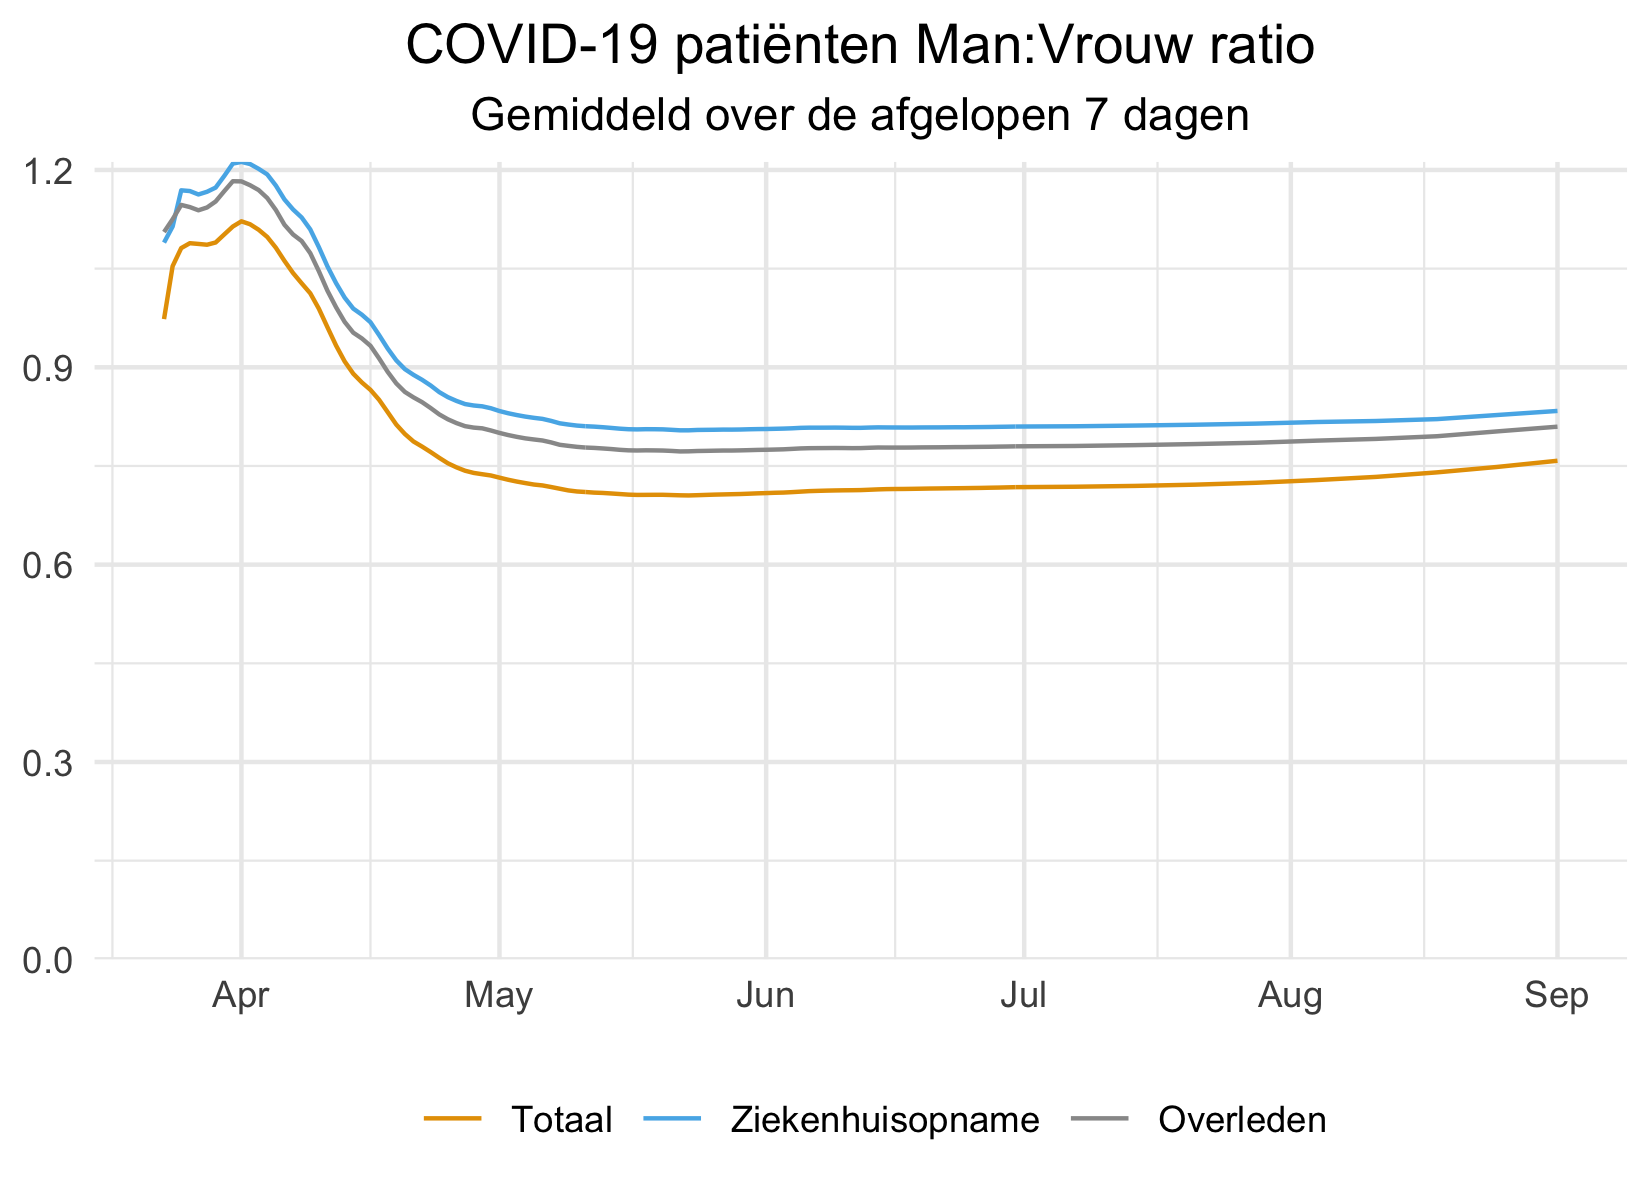 COVID-19 patiënten Man:Vrouw ratio
Gemiddeld over de afgelopen 7 dagen
1.2
0.9
0.6
0.3
0.0
Apr May Jun Jul Aug Sep
Totaal Ziekenhuisopname Overleden